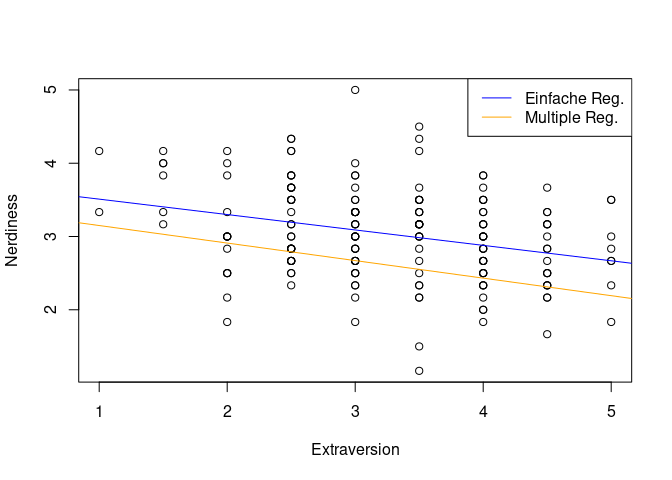 Einfache Reg.
Multiple Reg.
5
4
3
2
Nerdiness
1 2 3 4 5
Extraversion